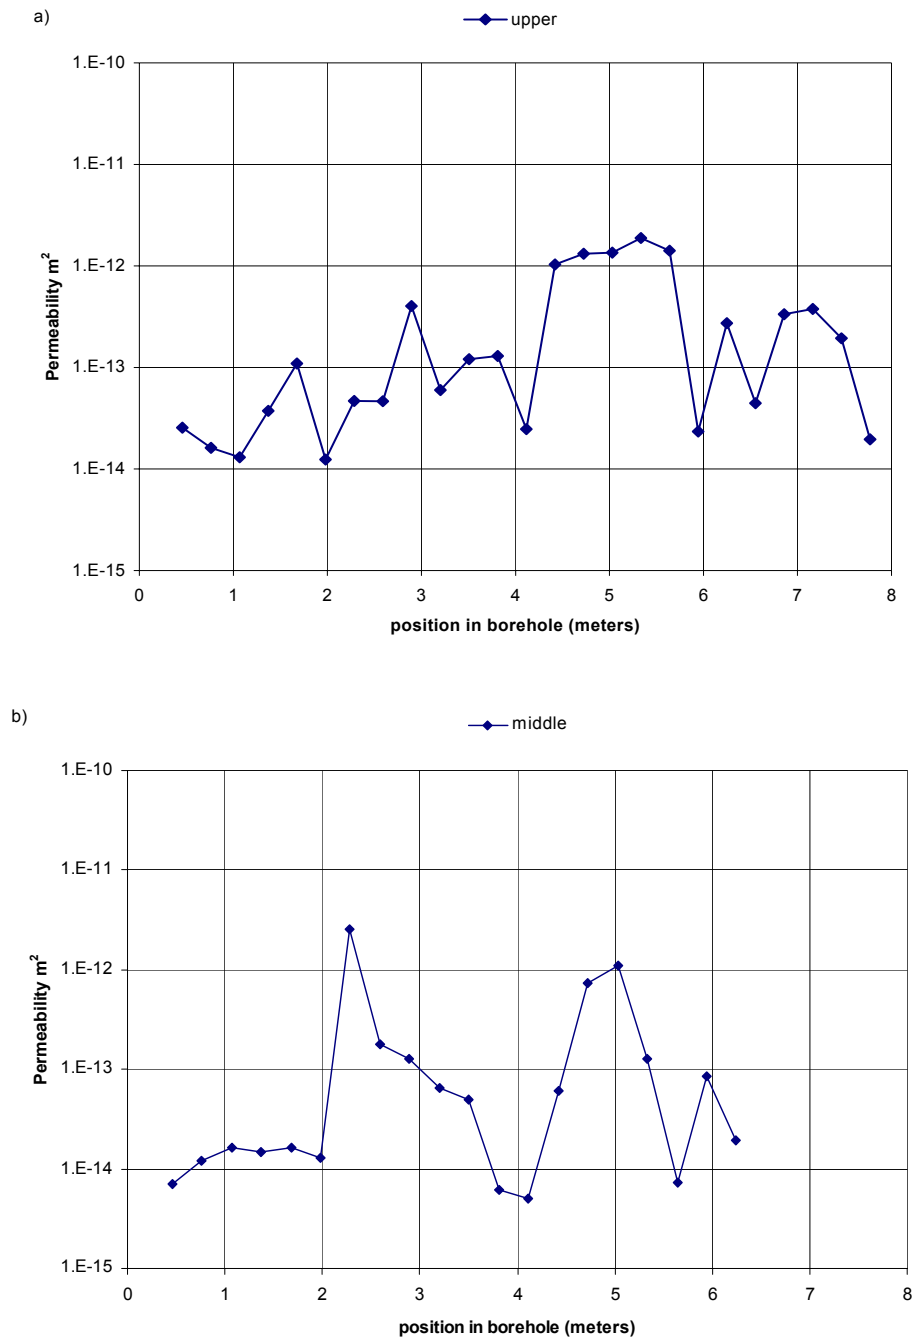 a)
upper
1.E-10
1.E-11
1.E-12
1.E-13
1.E-14
1.E-15
Permeability m²
0 1 2 3 4 5 6 7 8
position in borehole (meters)
b)
middle
1.E-10
1.E-11
1.E-12
1.E-13
1.E-14
1.E-15
Permeability m²
0 1 2 3 4 5 6 7 8
position in borehole (meters)